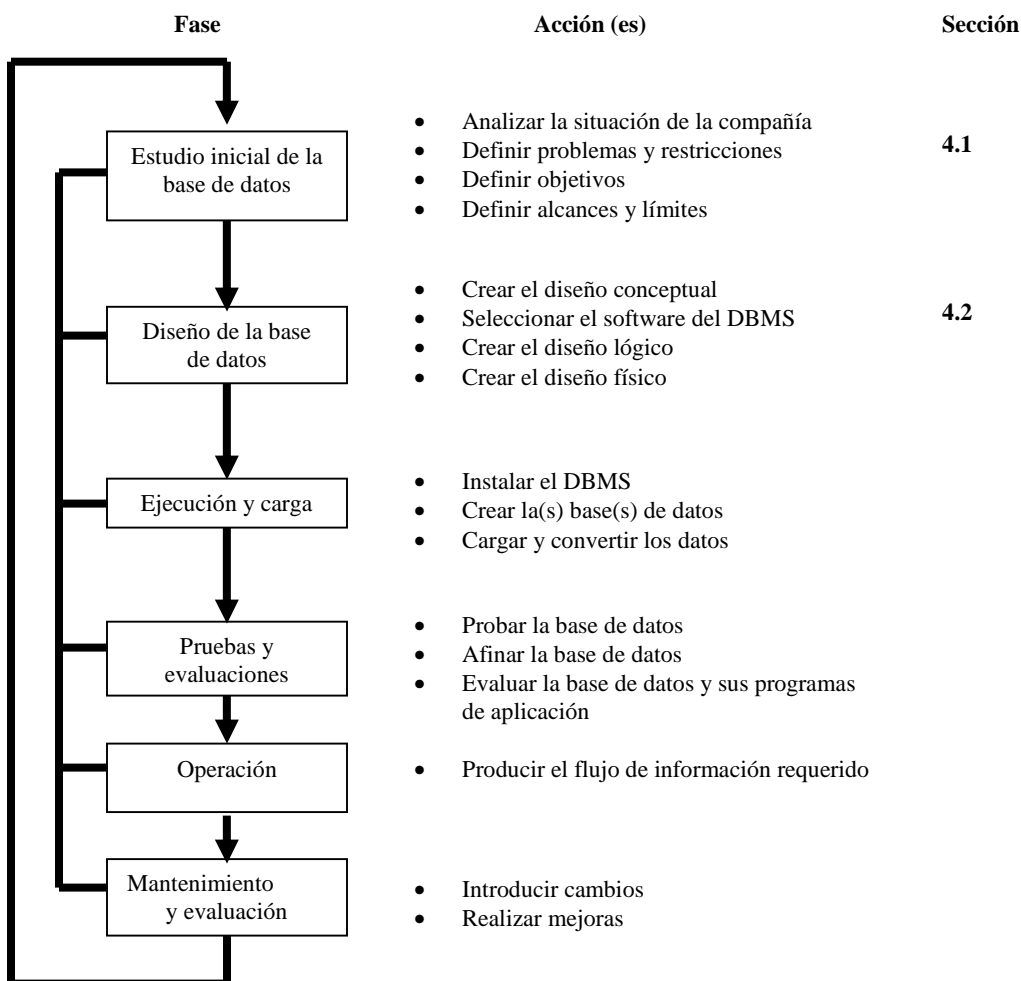 Fase Acción (es) Sección
Estudio inicial de la
base de datos
• Analizar la situación de la compañía
• Definir problemas y restricciones
• Definir objetivos
• Definir alcances y límites
4.1
Diseño de la base
de datos
• Crear el diseño conceptual
• Seleccionar el software del DBMS
• Crear el diseño lógico
• Crear el diseño físico
4.2
Ejecución y carga
• Instalar el DBMS
• Crear la(s) base(s) de datos
• Cargar y convertir los datos
Pruebas y
evaluaciones
• Probar la base de datos
• Afinar la base de datos
• Evaluar la base de datos y sus programas
de aplicación
Operación
• Producir el flujo de información requerido
Mantenimiento
y evaluación
• Introducir cambios
• Realizar mejoras